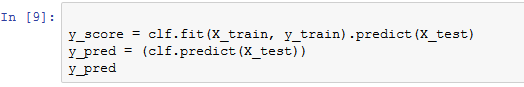 In [9]:
y_score = clf.fit(X_train, y_train).predict(X_test)
y_pred = (clf.predict(X_test))
y_pred